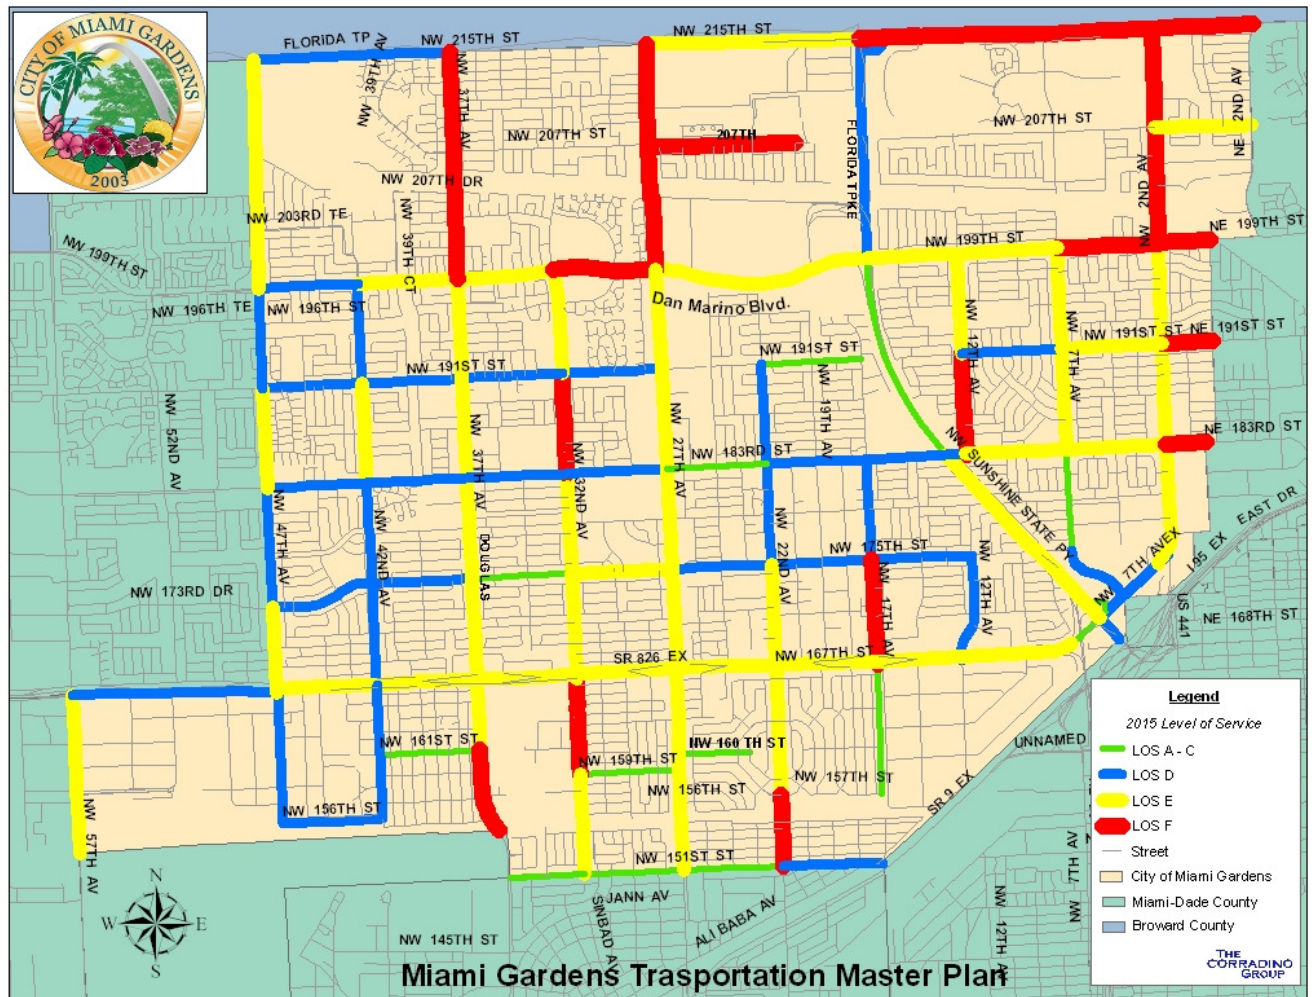 CITY OF MIAMI GARDENS
2003
FLORIDA TP
NW 215TH ST
NW 215TH ST
NW 39TH AV
NW 37TH AV
NW 207TH ST
207TH
NW 207TH ST
NE 2ND AV
NW 207TH DR
FLORIDA TPKE
NW 2ND AV
NW 203RD TE
NW 39TH CT
NE 199TH ST
NW 199TH ST
NW 199TH ST
NW 196TH TE
NW 196TH ST
Dan Marino Blvd.
NW 12TH AV
NW 7TH AV
NW 191ST ST
NE 191ST ST
NW 191ST ST
NW 191ST ST
NW 19TH AV
NW 52ND AV
NW 37TH AV
NW 27TH AV
NW 183RD ST
NE 183RD ST
NW 32ND AV
NW SUNSHINE STATE PY
NW 47TH AV
NW 42ND AV
DOUGLAS
NW 22ND AV
NW 175TH ST
NW 12TH AV
NW 17TH AV
EAST DR
I 95 EX
NW 7TH AVEX
US 441
NE 168TH ST
NW 173RD DR
SR 826 EX
NW 167TH ST
NW 161ST ST
NW 160 TH ST
NW 159TH ST
NW 157TH ST
NW 156TH ST
NW 156TH ST
UNNAMED
SR 9 EX
NW 57TH AV
NW 151ST ST
JANN AV
SINBAD AV
ALI BABA AV
NW 145TH ST
NW 12TH AV
NW 7TH AV
N
W E
S
Legend
2015 Level of Service
LOS A - C
LOS D
LOS E
LOS F
Street
City of Miami Gardens
Miami-Dade County
Broward County
THE
CORRADINO
GROUP
Miami Gardens Trasportation Master Plan